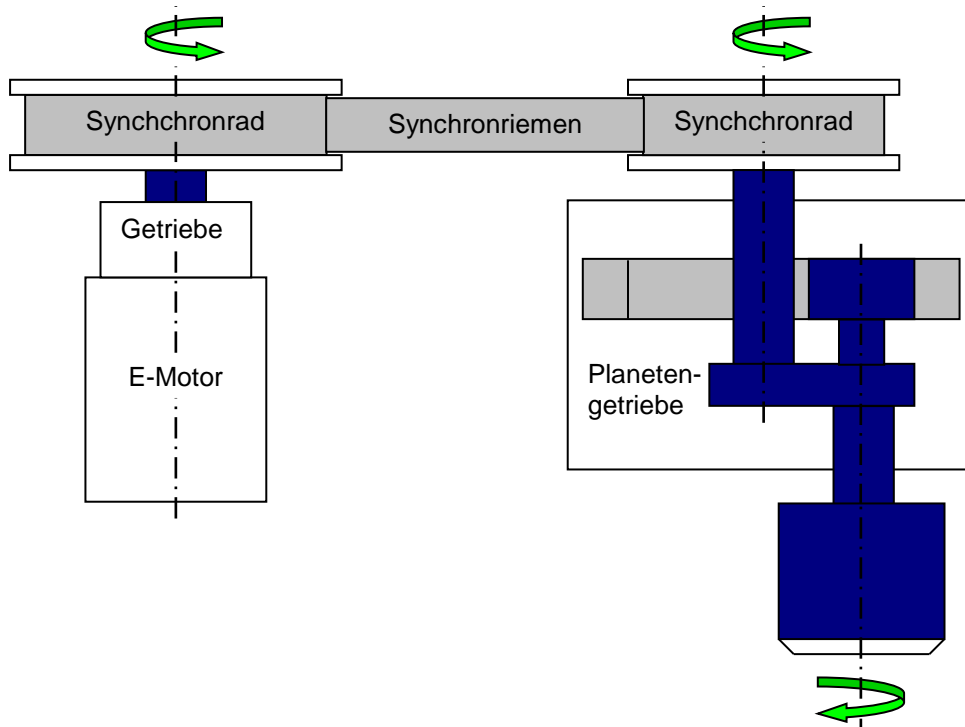 Synchchronrad
Synchronriemen
Synchchronrad
Getriebe
E-Motor
Planeten-
getriebe